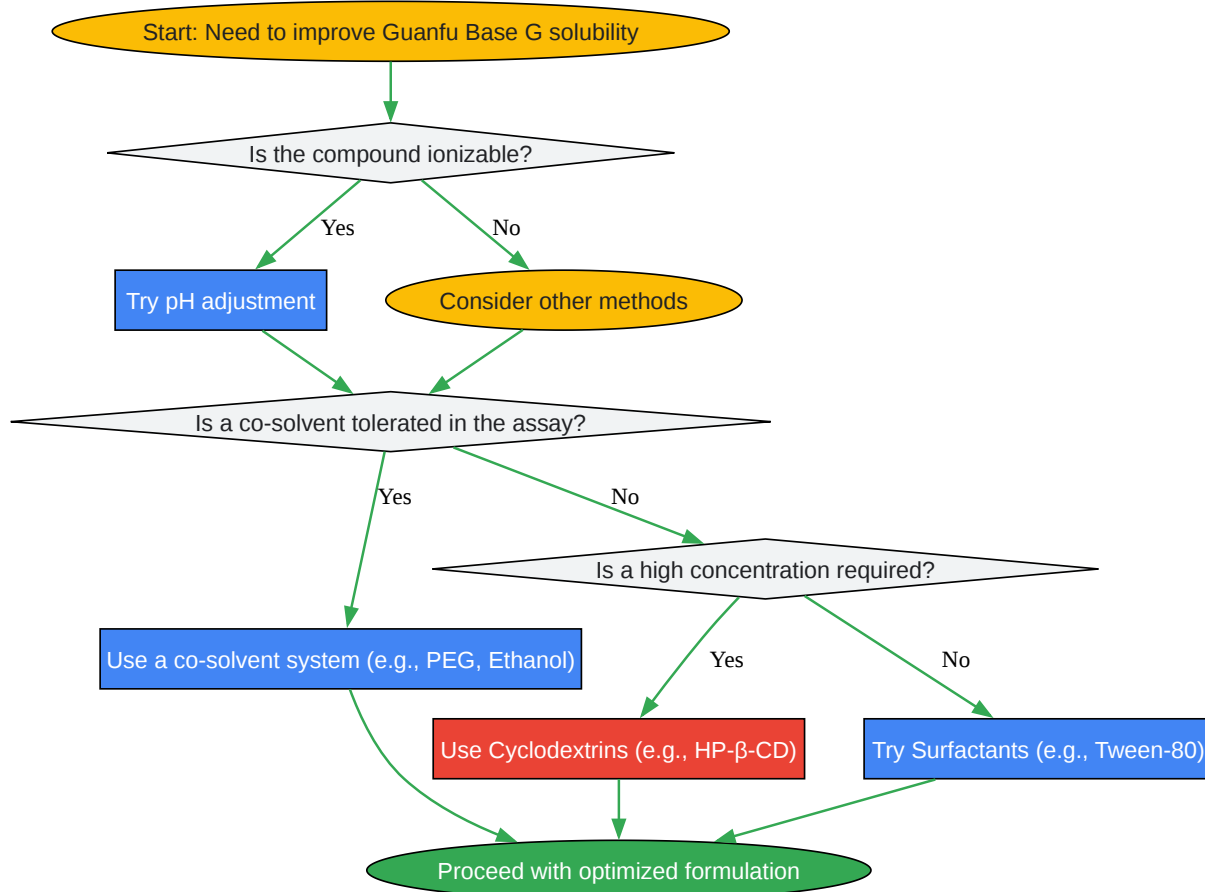 Start: Need to improve Guanfu Base G solubility
Is the compound ionizable?
Yes
No
Try pH adjustment
Consider other methods
Is a co-solvent tolerated in the assay?
Yes
No
Is a high concentration required?
Use a co-solvent system (e.g., PEG, Ethanol)
Yes
No
Use Cyclodextrins (e.g., HP-β-CD)
Try Surfactants (e.g., Tween-80)
Proceed with optimized formulation